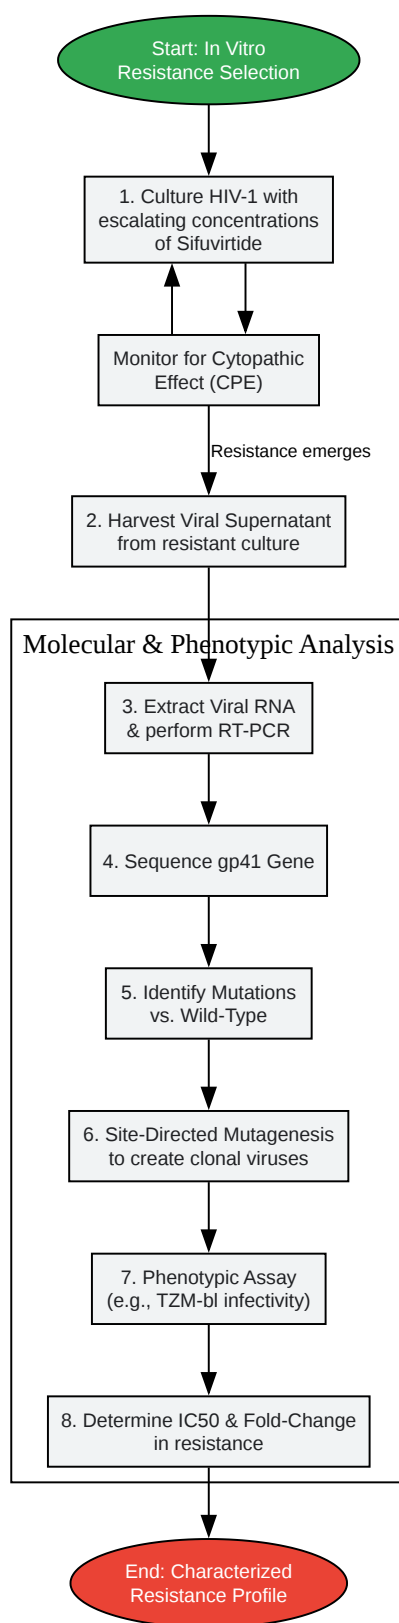 Start: In Vitro
Resistance Selection
1. Culture HIV-1 with
escalating concentrations
of Sifuvirtide
Monitor for Cytopathic
Effect (CPE)
Resistance emerges
2. Harvest Viral Supernatant
from resistant culture
Molecular & Phenotypic Analysis
3. Extract Viral RNA
& perform RT-PCR
4. Sequence gp41 Gene
5. Identify Mutations
vs. Wild-Type
6. Site-Directed Mutagenesis
to create clonal viruses
7. Phenotypic Assay
(e.g., TZM-bl infectivity)
8. Determine IC50 & Fold-Change
in resistance
End: Characterized
Resistance Profile